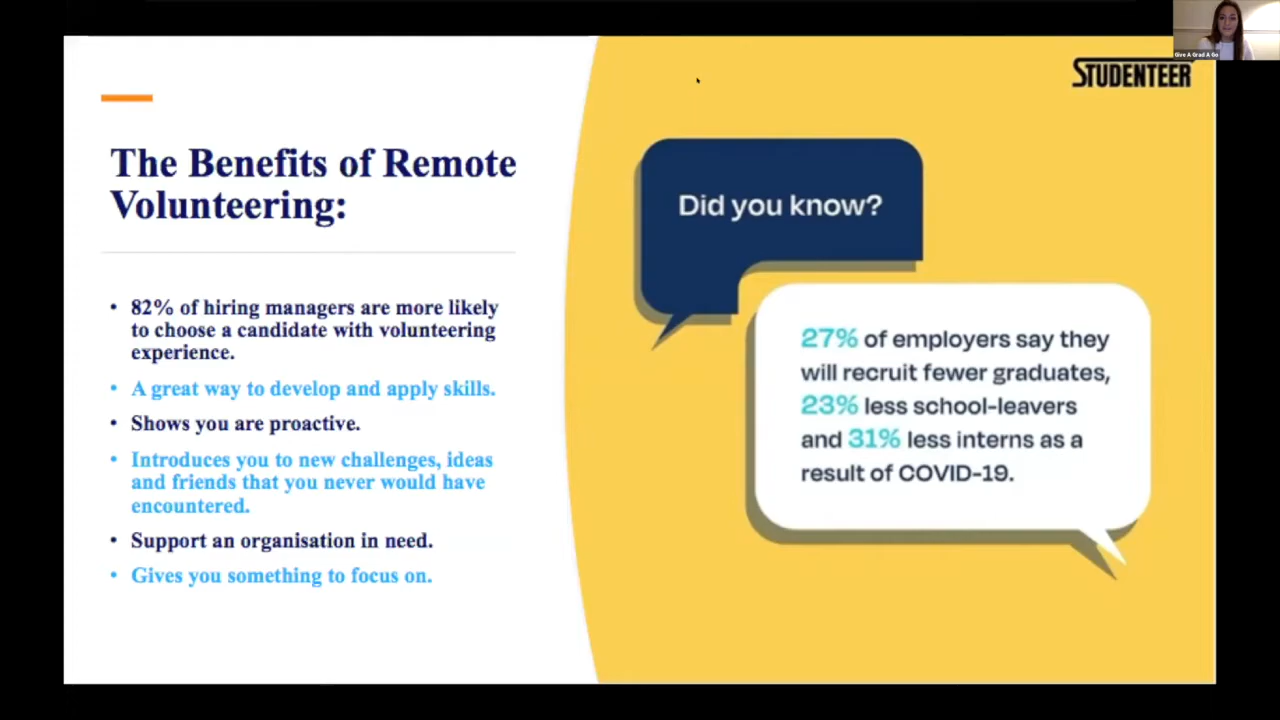 Give A Grad A Go
STUDENTEER
The Benefits of Remote
Volunteering:
• 82% of hiring managers are more likely
to choose a candidate with volunteering
experience.
• A great way to develop and apply skills.
• Shows you are proactive.
• Introduces you to new challenges, ideas
and friends that you never would have
encountered.
• Support an organisation in need.
• Gives you something to focus on.
Did you know?
27% of employers say they
will recruit fewer graduates,
23% less school-leavers
and 31% less interns as a
result of COVID-19.